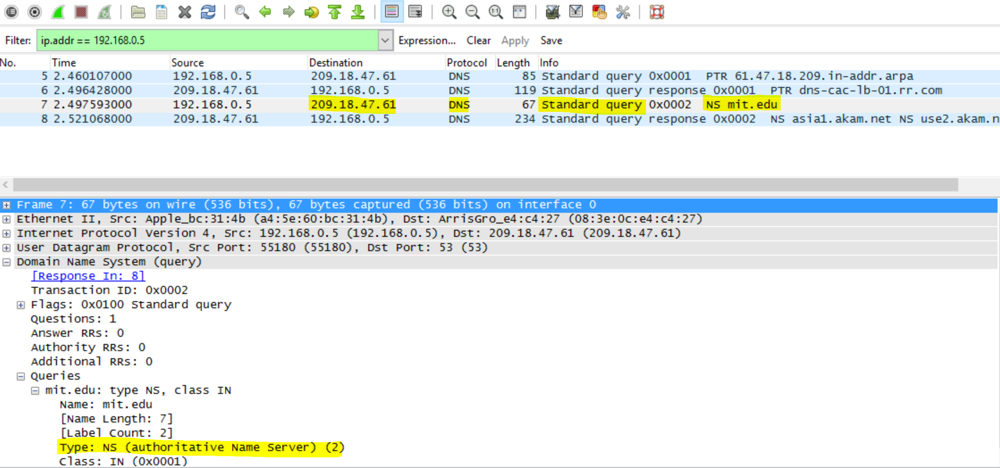 Filter: ip.addr == 192.168.0.5 Expression... Clear Apply Save
No. Time Source Destination Protocol Length Info
5 2.460107000 192.168.0.5 209.18.47.61 DNS 85 Standard query 0x0001 PTR 61.47.18.209.in-addr.arpa
6 2.496428000 209.18.47.61 192.168.0.5 DNS 119 Standard query response 0x0001 PTR dns-cac-lb-01.rr.com
7 2.497593000 192.168.0.5 209.18.47.61 DNS 67 Standard query 0x0002 NS mit.edu
8 2.521068000 209.18.47.61 192.168.0.5 DNS 234 Standard query response 0x0002 NS asia1.akam.net NS use2.akam.n
Frame 7: 67 bytes on wire (536 bits), 67 bytes captured (536 bits) on interface 0
Ethernet II, Src: Apple_bc:31:4b (a4:5e:60:bc:31:4b), Dst: ArrisGro_e4:c4:27 (08:3e:0c:e4:c4:27)
Internet Protocol Version 4, Src: 192.168.0.5 (192.168.0.5), Dst: 209.18.47.61 (209.18.47.61)
User Datagram Protocol, Src Port: 55180 (55180), Dst Port: 53 (53)
Domain Name System (query)
[Response In: 8]
Transaction ID: 0x0002
Flags: 0x0100 Standard query
Questions: 1
Answer RRs: 0
Authority RRs: 0
Additional RRs: 0
Queries
mit.edu: type NS, class IN
Name: mit.edu
[Name Length: 7]
[Label Count: 2]
Type: NS (authoritative Name Server) (2)
Class: IN (0x0001)